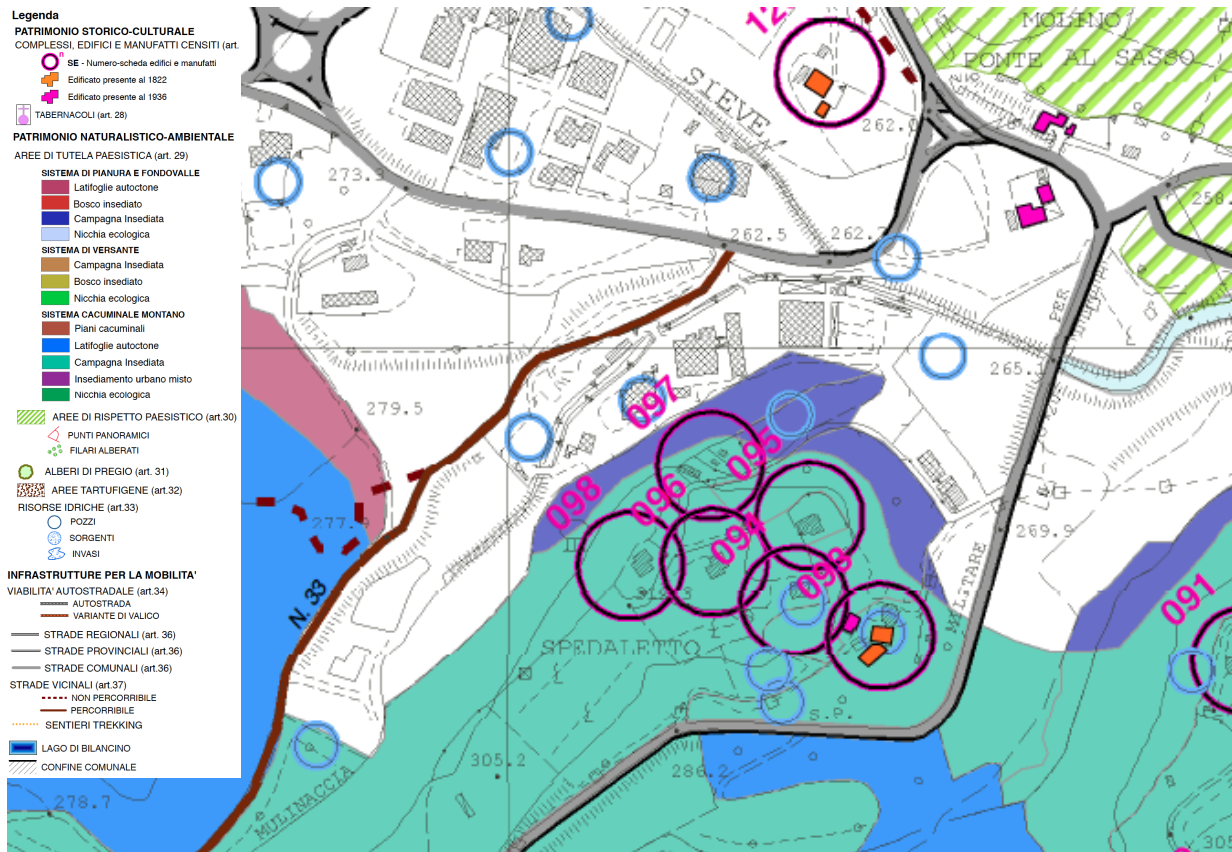 Legenda
PATRIMONIO STORICO-CULTURALE
COMPLESSI, EDIFICI E MANUFATTI CENSITI (art.
n
SE - Numero-scheda edifici e manufatti
Edificato presente al 1822
Edificato presente al 1936
TABERNACOLI (art. 28)
PATRIMONIO NATURALISTICO-AMBIENTALE
AREE DI TUTELA PAESISTICA (art. 29)
SISTEMA DI PIANURA E FONDOVALLE
Latifoglie autoctone
Bosco insediato
Campagna Insediata
Nicchia ecologica
SISTEMA DI VERSANTE
Campagna Insediata
Bosco insediato
Nicchia ecologica
SISTEMA CACUMINALE MONTANO
Piani cacuminali
Latifoglie autoctone
Campagna Insediata
Insediamento urbano misto
Nicchia ecologica
AREE DI RISPETTO PAESISTICO (art.30)
PUNTI PANORAMICI
FILARI ALBERATI
ALBERI DI PREGIO (art. 31)
AREE TARTUFIGENE (art.32)
RISORSE IDRICHE (art.33)
POZZI
SORGENTI
INVASI
INFRASTRUTTURE PER LA MOBILITA'
VIABILITA' AUTOSTRADALE (art.34)
AUTOSTRADA
VARIANTE DI VALICO
STRADE REGIONALI (art. 36)
STRADE PROVINCIALI (art.36)
STRADE COMUNALI (art.36)
STRADE VICINALI (art.37)
NON PERCORRIBILE
PERCORRIBILE
SENTIERI TREKKING
LAGO DI BILANCINO
CONFINE COMUNALE
MOLINO
PONTE AL SASSO
SIEVE
273.
262.
262.5
262.
258.
PER
265.
279.5
097
095
098
096
094
093
091
277.9
269.9
N. 33
MILITARE
SPEDALETTO
S.P.
305.2
286.2
278.7
MULINACCIA
305